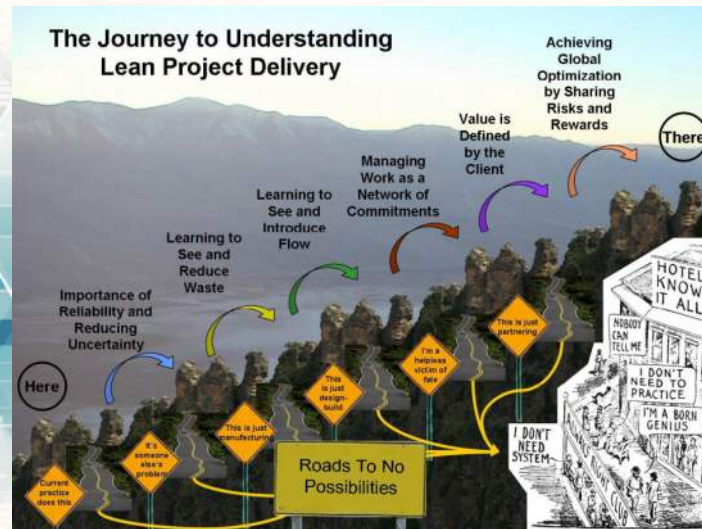 The Journey to Understanding
Lean Project Delivery
Achieving
Global
Optimization
by Sharing
Risks and
Rewards
There
Value is
Defined
by the
Client
Managing
Work as a
Network of
Commitments
Learning to
See and
Introduce
Flow
Learning to
See and
Reduce
Waste
Importance of
Reliability and
Reducing
Uncertainty
Here
Current
practice
does this
It's
someone
else's
problem
This is just
manufacturing
This
is just
design-
build
I'm a
helpless
victim of
fate
This is just
partnering
Roads To No
Possibilities
HOTEL
KNOW
IT ALL
NOBODY
CAN
TELL ME
I DON'T
NEED TO
PRACTICE
I'M A BORN
GENIUS
I DON'T
NEED
SYSTEM